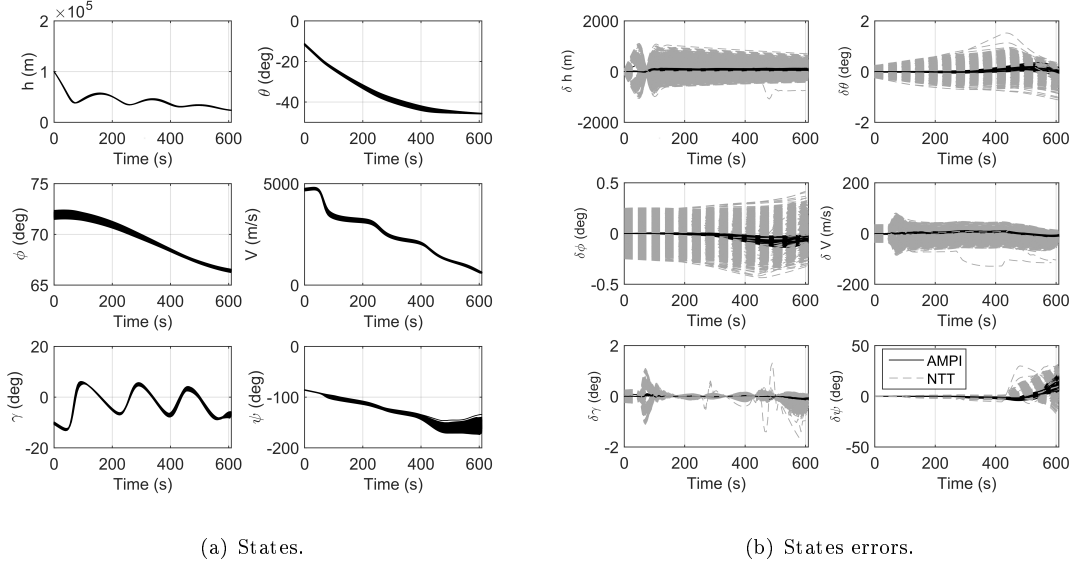 ×10⁵
2
1
0
h (m)
0 200 400 600
Time (s)
0
-20
-40
θ (deg)
0 200 400 600
Time (s)
75
70
65
ϕ (deg)
0 200 400 600
Time (s)
5000
0
V (m/s)
0 200 400 600
Time (s)
20
0
-20
γ (deg)
0 200 400 600
Time (s)
0
-100
-200
ψ (deg)
0 200 400 600
Time (s)
(a) States.
2000
0
-2000
δ h (m)
0 200 400 600
Time (s)
2
0
-2
δθ (deg)
0 200 400 600
Time (s)
0.5
0
-0.5
δϕ (deg)
0 200 400 600
Time (s)
200
0
-200
δ V (m/s)
0 200 400 600
Time (s)
2
0
-2
δγ (deg)
0 200 400 600
Time (s)
50
0
-50
δψ (deg)
AMPI
NTT
0 200 400 600
Time (s)
(b) States errors.